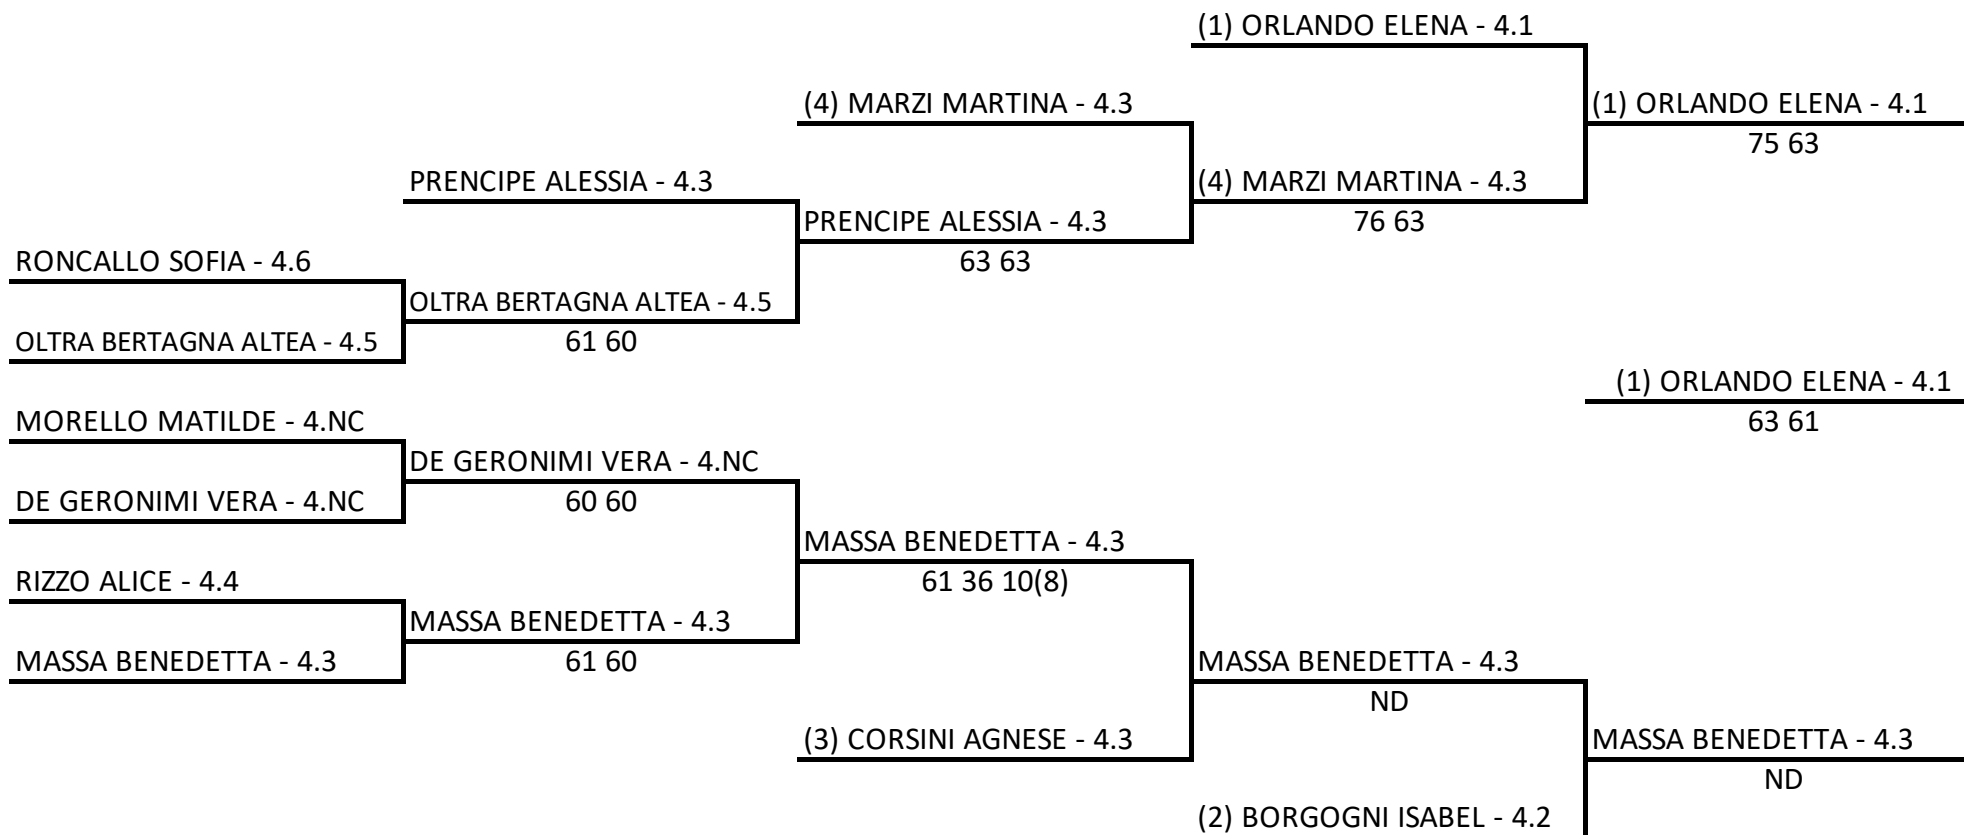 (1) ORLANDO ELENA - 4.1
(4) MARZI MARTINA - 4.3
(1) ORLANDO ELENA - 4.1
75 63
PRENCIPE ALESSIA - 4.3
(4) MARZI MARTINA - 4.3
76 63
PRENCIPE ALESSIA - 4.3
63 63
RONCALLO SOFIA - 4.6
OLTRA BERTAGNA ALTEA - 4.5
61 60
OLTRA BERTAGNA ALTEA - 4.5
(1) ORLANDO ELENA - 4.1
63 61
MORELLO MATILDE - 4.NC
DE GERONIMI VERA - 4.NC
60 60
DE GERONIMI VERA - 4.NC
MASSA BENEDETTA - 4.3
61 36 10(8)
RIZZO ALICE - 4.4
MASSA BENEDETTA - 4.3
61 60
MASSA BENEDETTA - 4.3
MASSA BENEDETTA - 4.3
ND
(3) CORSINI AGNESE - 4.3
MASSA BENEDETTA - 4.3
ND
(2) BORGOGNI ISABEL - 4.2